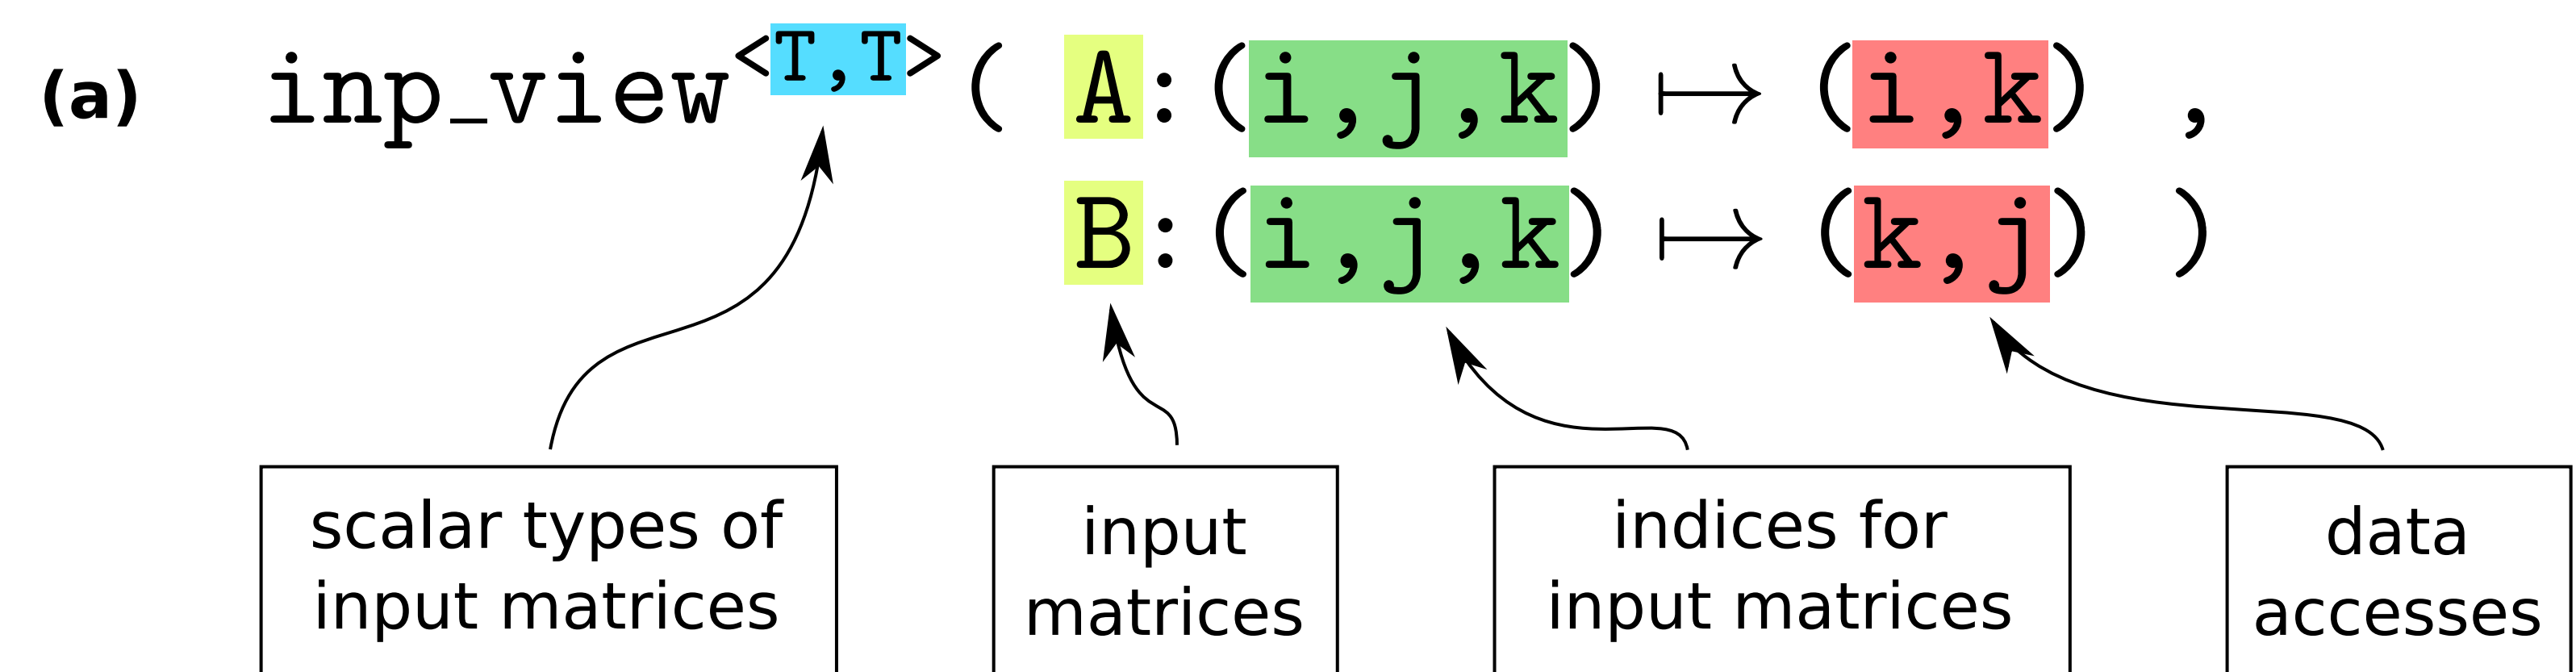 (a) inp_view<T,T> ( A:(i,j,k) ↦ (i,k) ,
B:(i,j,k) ↦ (k,j) )
scalar types of
input matrices
input
matrices
indices for
input matrices
data
accesses